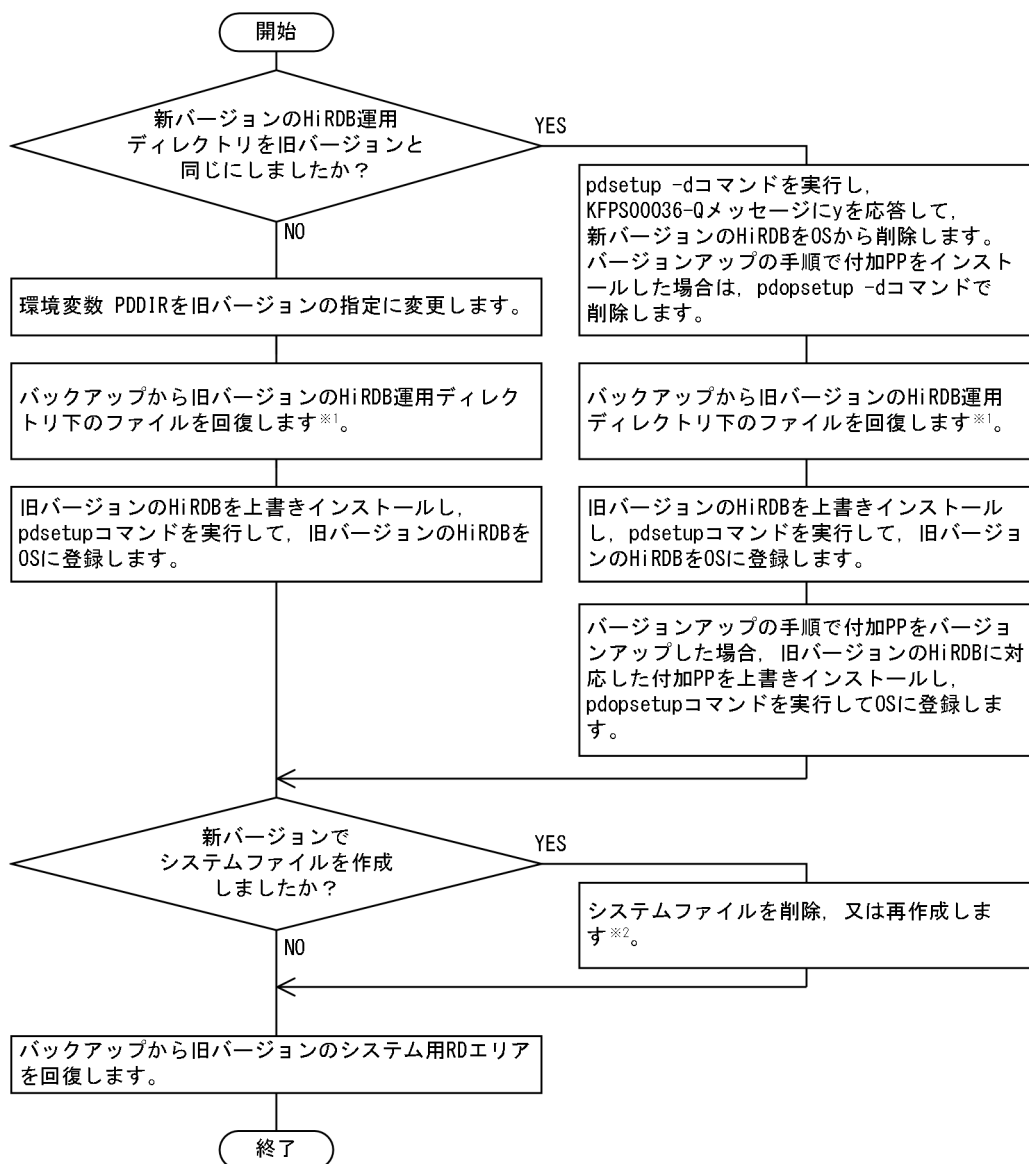 開始
新バージョンのHiRDB運用
ディレクトリを旧バージョンと
同じにしましたか？
YES
NO
pdsetup -dコマンドを実行し，
KFPS00036-Qメッセージにyを応答して，
新バージョンのHiRDBをOSから削除します。
バージョンアップの手順で付加PPをインスト
ールした場合は，pdopsetup -dコマンドで
削除します。
環境変数 PDDIRを旧バージョンの指定に変更します。
バックアップから旧バージョンのHiRDB運用ディレク
トリ下のファイルを回復します※1。
バックアップから旧バージョンのHiRDB運用
ディレクトリ下のファイルを回復します※1。
旧バージョンのHiRDBを上書きインストールし，
pdsetupコマンドを実行して，旧バージョンのHiRDBを
OSに登録します。
旧バージョンのHiRDBを上書きインストール
し，pdsetupコマンドを実行して，旧バージョ
ンのHiRDBをOSに登録します。
バージョンアップの手順で付加PPをバージョ
ンアップした場合，旧バージョンのHiRDBに対
応した付加PPを上書きインストールし，
pdopsetupコマンドを実行してOSに登録しま
す。
新バージョンで
システムファイルを作成
しましたか？
YES
NO
システムファイルを削除，又は再作成しま
す※2。
バックアップから旧バージョンのシステム用RDエリア
を回復します。
終了